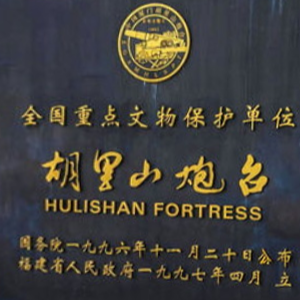 全国重点文物保护单位
胡里山炮台
HULISHAN FORTRESS
国务院一九九六年十一月二十日公布
福建省人民政府一九九七年四月 立